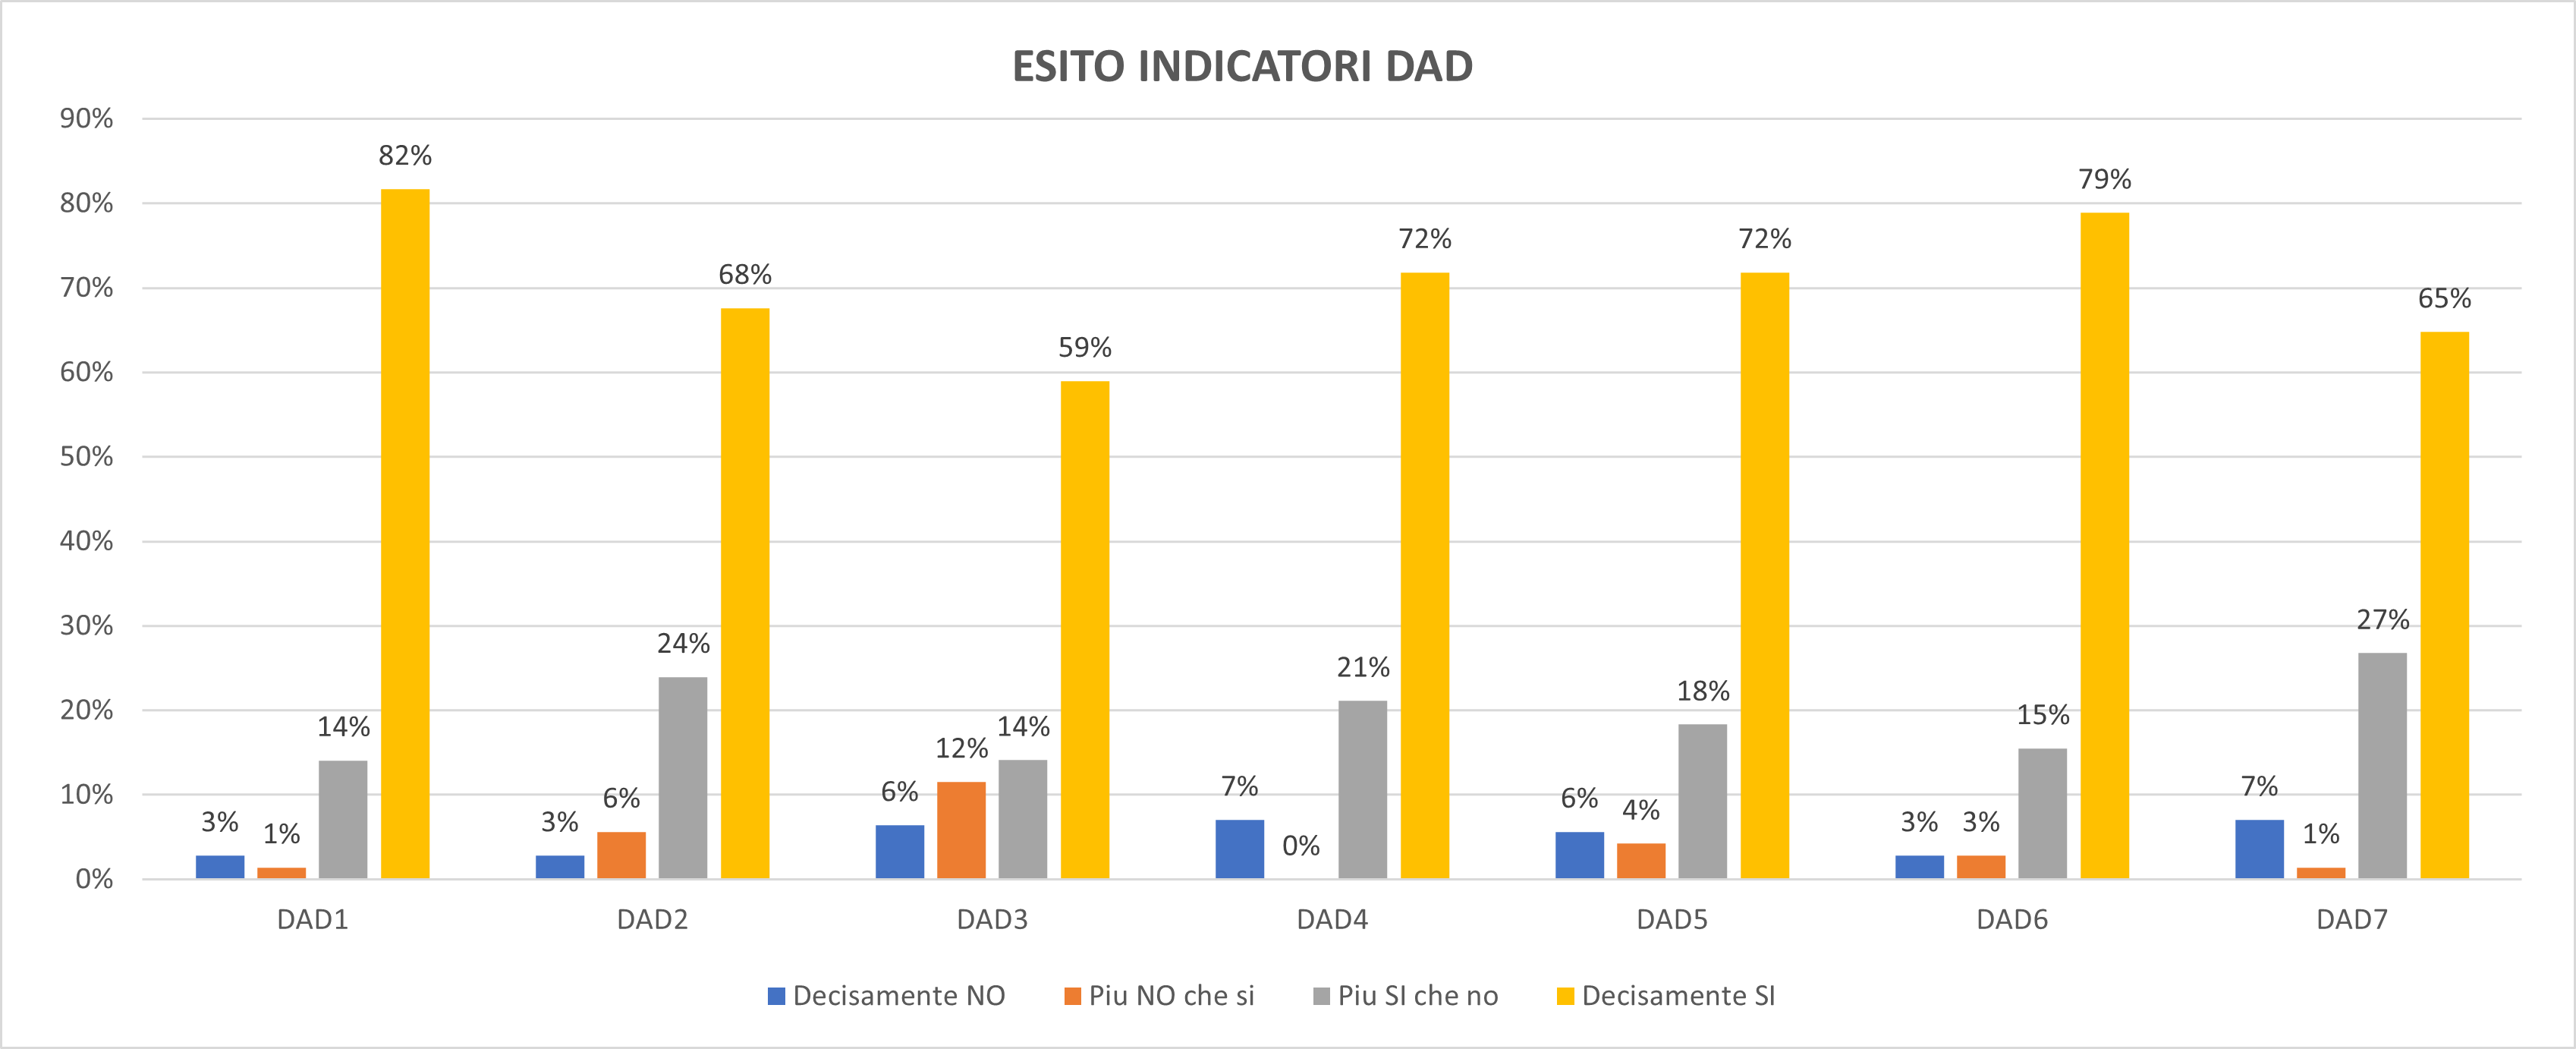 ESITO INDICATORI DAD
90%
80%
70%
60%
50%
40%
30%
20%
10%
0%
3% 1% 14% 82%
3% 6% 24% 68%
6% 12% 14% 59%
7% 0% 21% 72%
6% 4% 18% 72%
3% 3% 15% 79%
7% 1% 27% 65%
DAD1 DAD2 DAD3 DAD4 DAD5 DAD6 DAD7
Decisamente NO Piu NO che si Piu SI che no Decisamente SI